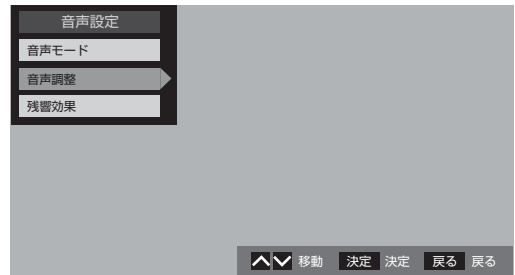 音声設定
音声モード
音声調整
残響効果
移動 決定 決定 戻る 戻る